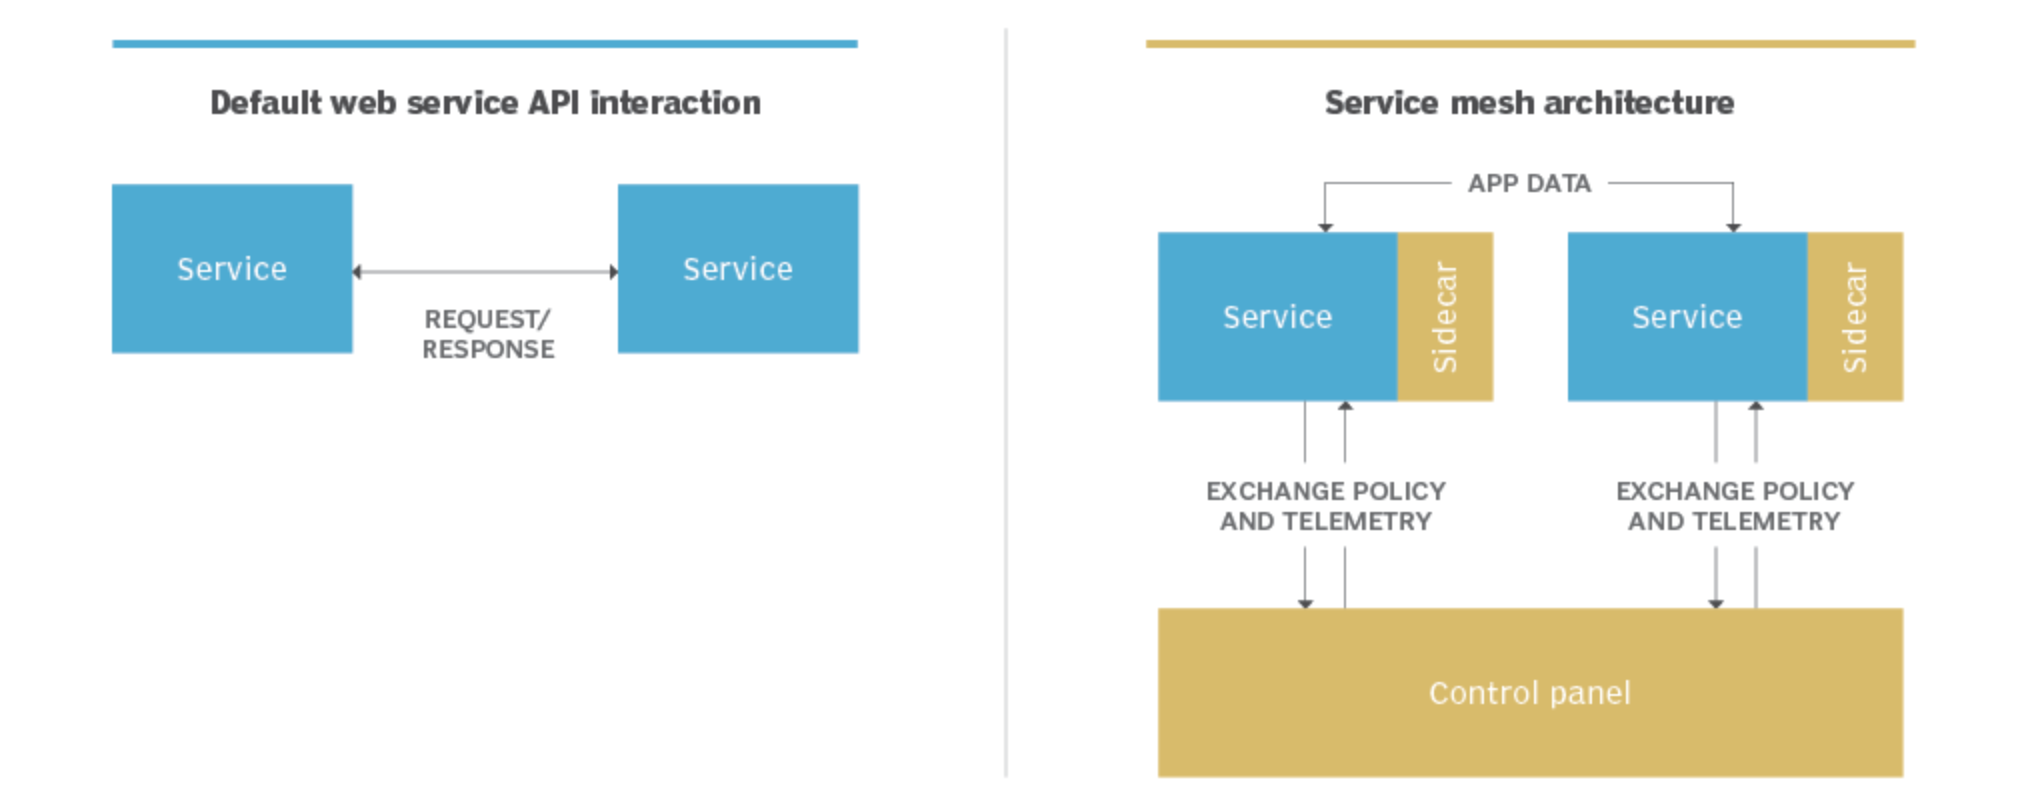 Default web service API interaction
Service
Service
REQUEST/
RESPONSE
Service mesh architecture
APP DATA
Service
Sidecar
Service
Sidecar
EXCHANGE POLICY
AND TELEMETRY
EXCHANGE POLICY
AND TELEMETRY
Control panel